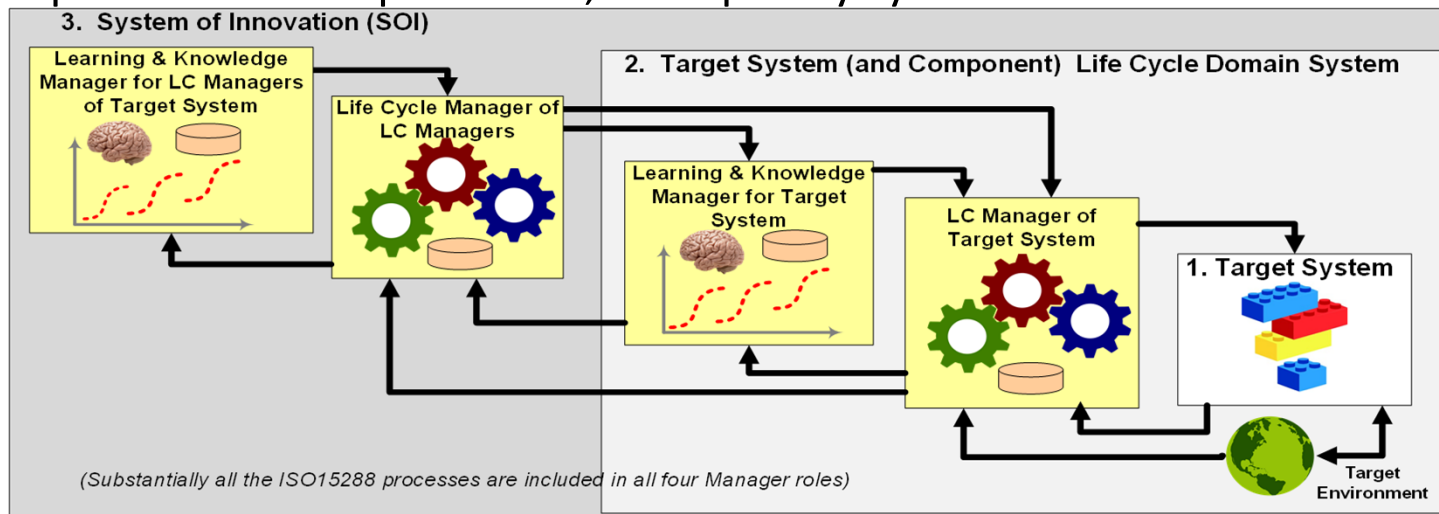 3. System of Innovation (SOI)
Learning & Knowledge
Manager for LC Managers
of Target System
Life Cycle Manager of
LC Managers
2. Target System (and Component) Life Cycle Domain System
Learning & Knowledge
Manager for Target
System
LC Manager of
Target System
1. Target System
Target
Environment
(Substantially all the ISO15288 processes are included in all four Manager roles)